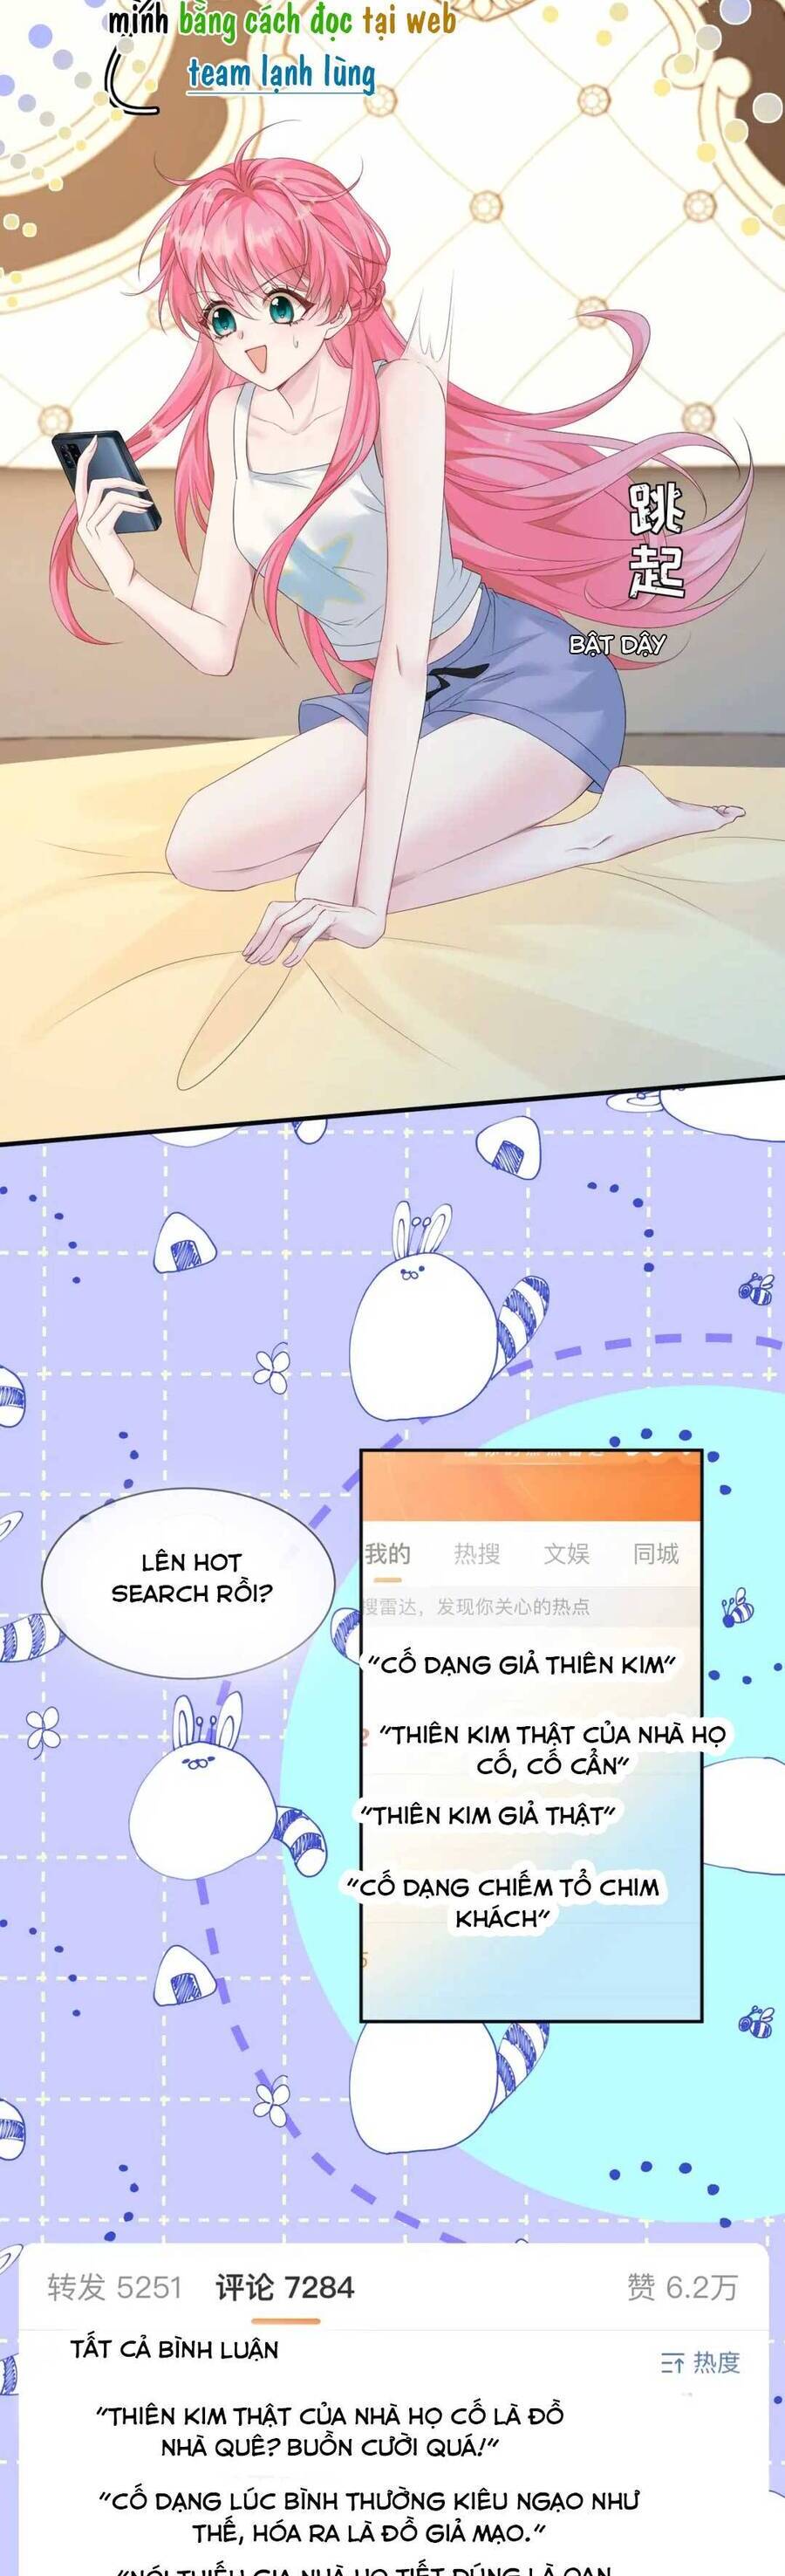 mình bằng cách đọc tại web
team lạnh lùng
跳
起
BẬT DẬY
LÊN HOT
SEARCH RỒI?
我的 热搜 文娱 同城
搜雷达，发现你关心的热点
“CỐ DẠNG GIẢ THIÊN KIM”
2
“THIÊN KIM THẬT CỦA NHÀ HỌ
CỐ, CỐ CẨN”
“THIÊN KIM GIẢ THẬT”
“CỐ DẠNG CHIẾM TỔ CHIM
KHÁCH”
5
转发 5251 评论 7284 赞 6.2万
TẤT CẢ BÌNH LUẬN
热度
“THIÊN KIM THẬT CỦA NHÀ HỌ CỐ LÀ ĐỒ
NHÀ QUÊ? BUỒN CƯỜI QUÁ!”
“CỐ DẠNG LÚC BÌNH THƯỜNG KIÊU NGẠO NHƯ
THẾ, HÓA RA LÀ ĐỒ GIẢ MẠO.”